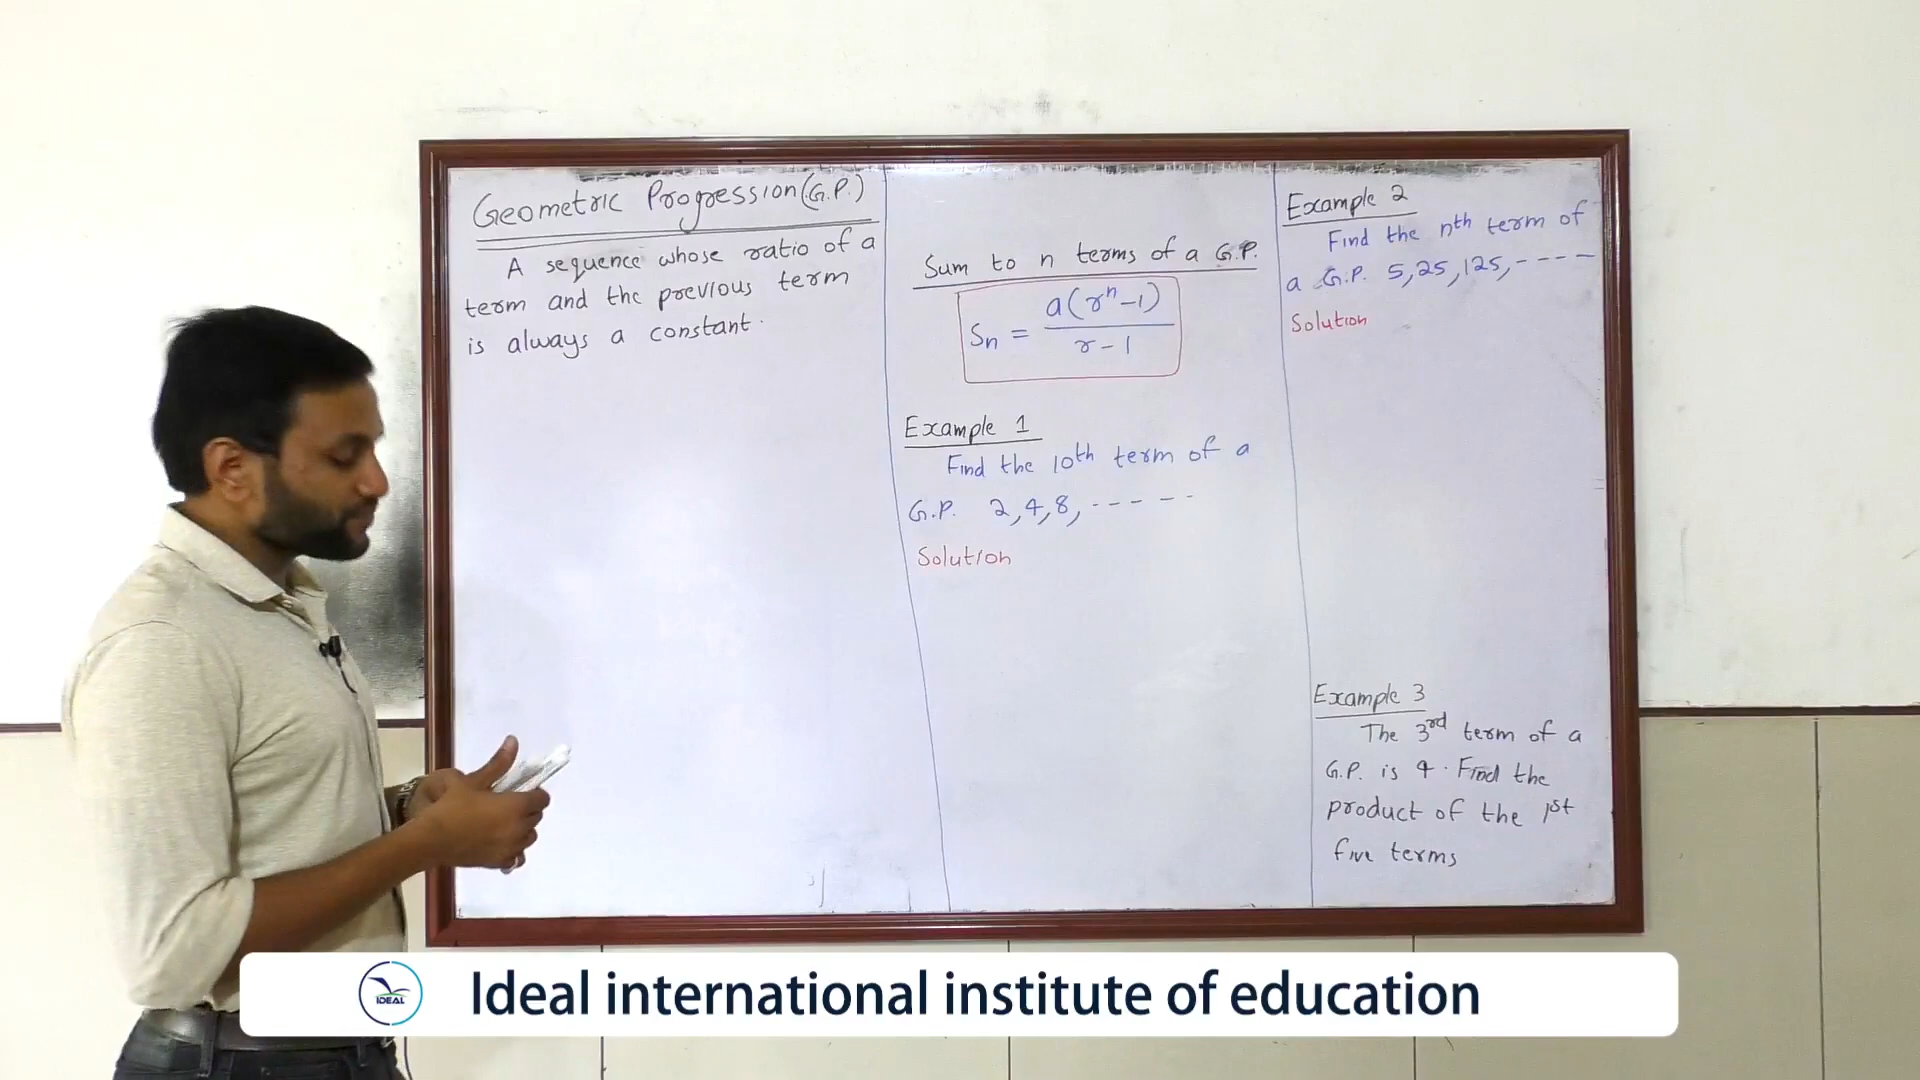 Geometric Progression (G.P.)
A sequence whose ratio of a
term and the previous term
is always a constant.
Sum to n terms of a G.P.
Sn = a(r^n - 1) / r - 1
Example 1
Find the 10th term of a
G.P. 2, 4, 8, - - - - -
Solution
Example 2
Find the nth term of
a G.P. 5, 25, 125, - - - -
Solution
Example 3
The 3rd term of a
G.P. is 4. Find the
product of the 1st
five terms
IDEAL
Ideal international institute of education